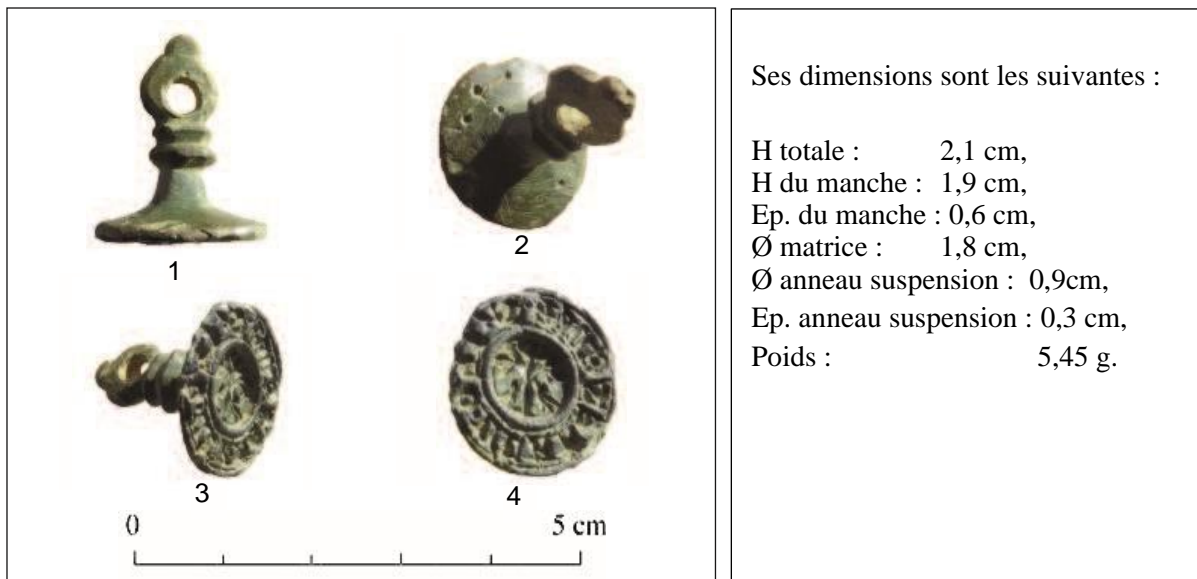 1
2
3
4
0 5 cm
Ses dimensions sont les suivantes :
H totale : 2,1 cm,
H du manche : 1,9 cm,
Ep. du manche : 0,6 cm,
Ø matrice : 1,8 cm,
Ø anneau suspension : 0,9cm,
Ep. anneau suspension : 0,3 cm,
Poids : 5,45 g.